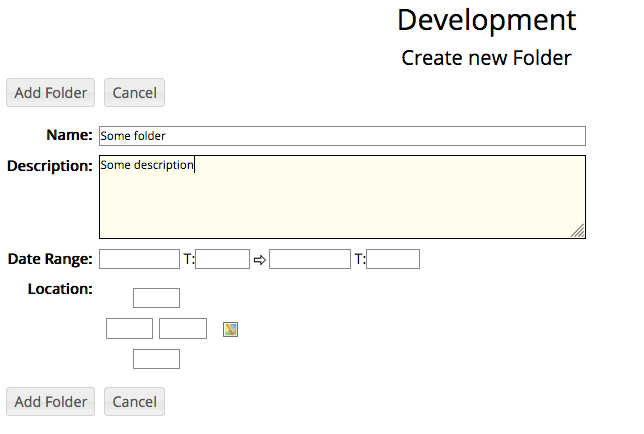 Development
Create new Folder
Add Folder Cancel
Name: Some folder
Description: Some description
Date Range: T: ⇨ T:
Location:
Add Folder Cancel